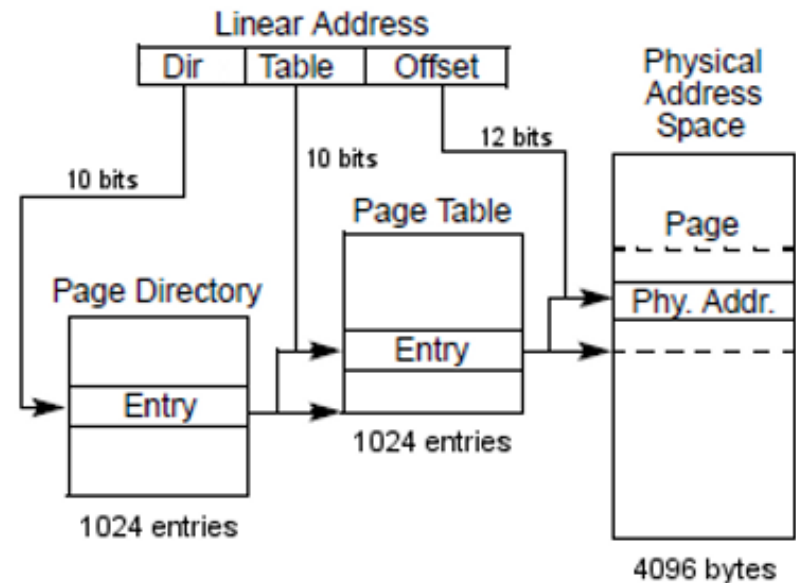 Linear Address
Dir Table Offset
Physical
Address
Space
12 bits
10 bits
10 bits
Page Table
Page
Page Directory
Phy. Addr.
Entry
Entry
1024 entries
1024 entries
4096 bytes